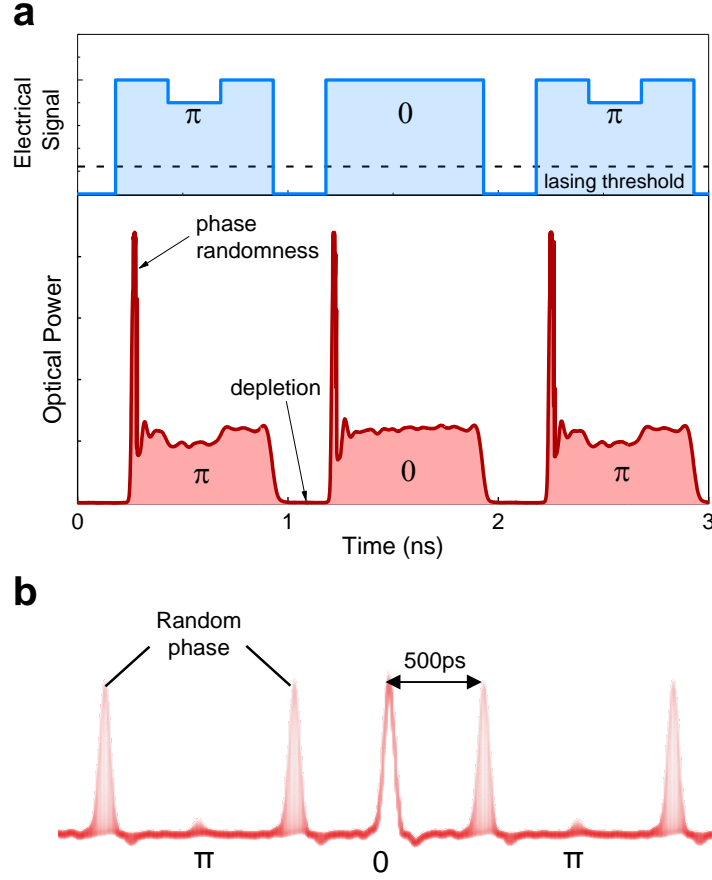 a
Electrical
Signal
π
0
π
lasing threshold
phase
randomness
Optical Power
depletion
π
0
π
0
1
2
3
Time (ns)
b
Random
phase
500ps
π
0
π